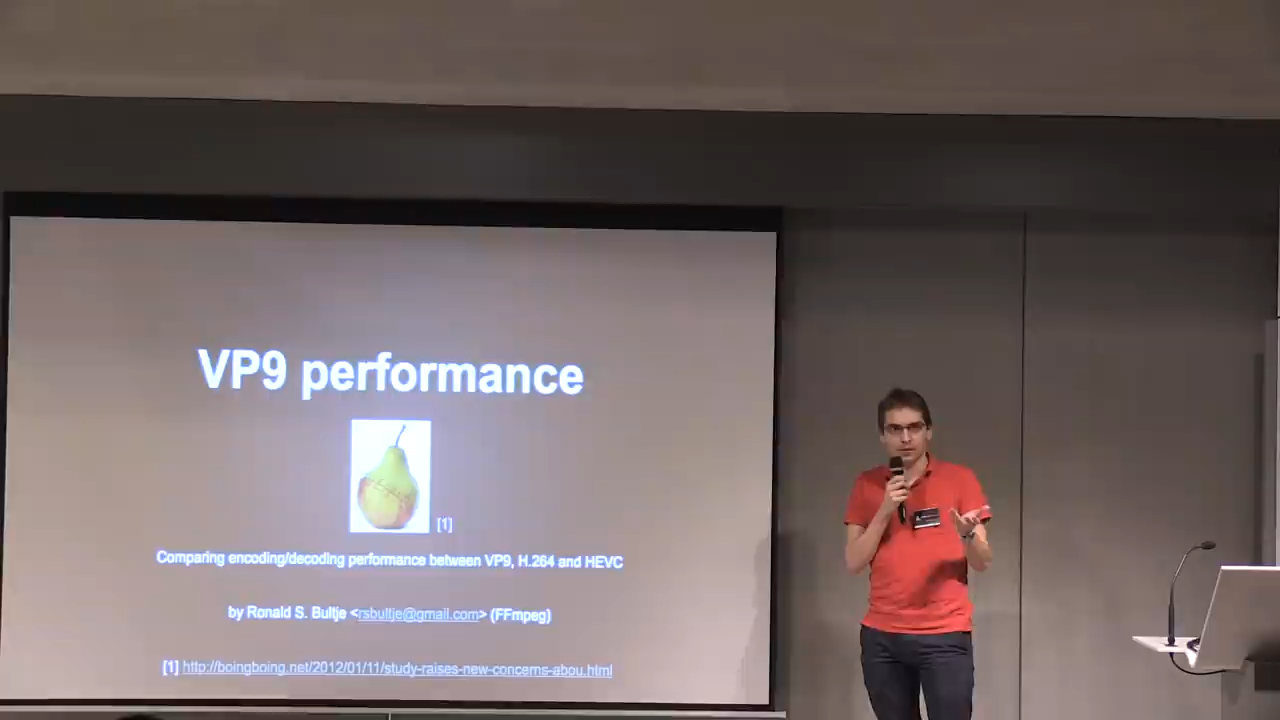 VP9 performance
[1]
Comparing encoding/decoding performance between VP9, H.264 and HEVC
by Ronald S. Bultje <rsbultje@gmail.com> (FFmpeg)
[1] http://boingboing.net/2012/01/11/study-raises-new-concerns-abou.html